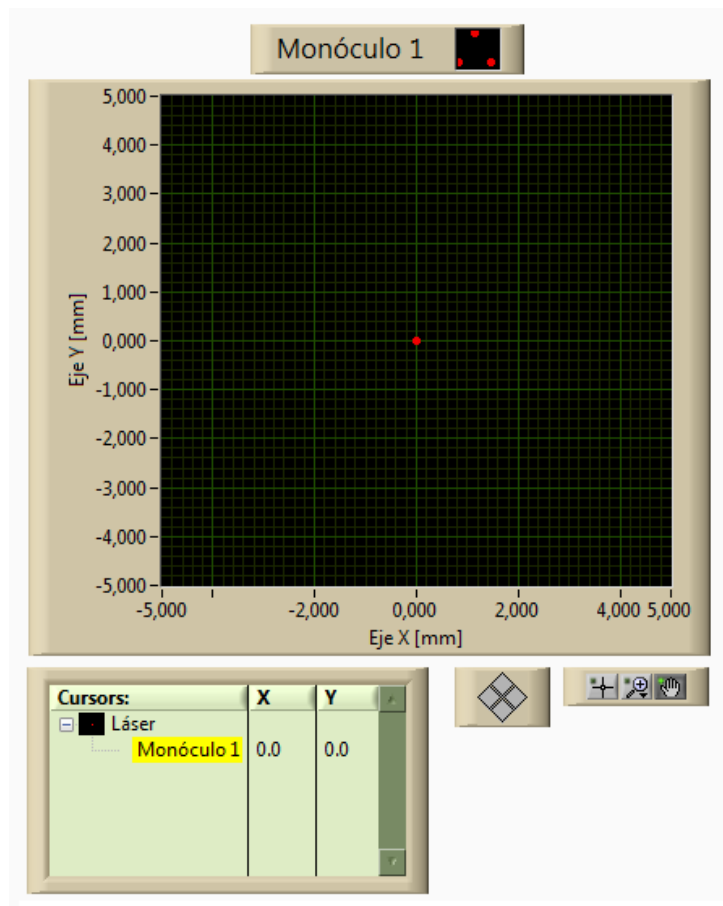 Monóculo 1
5,000
4,000
3,000
2,000
1,000
0,000
-1,000
-2,000
-3,000
-4,000
-5,000
Eje Y [mm]
-5,000 -2,000 0,000 2,000 4,000 5,000
Eje X [mm]
Cursors: X Y
Láser
Monóculo 1 0.0 0.0